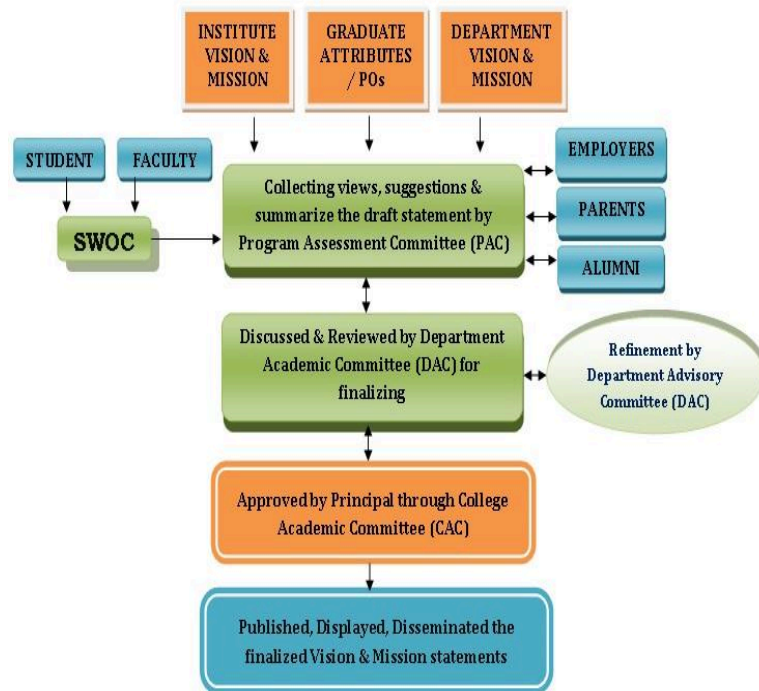 INSTITUTE
VISION &
MISSION
GRADUATE
ATTRIBUTES
/ POs
DEPARTMENT
VISION &
MISSION
STUDENT
FACULTY
SWOC
Collecting views, suggestions &
summarize the draft statement by
Program Assessment Committee (PAC)
EMPLOYERS
PARENTS
ALUMNI
Discussed & Reviewed by Department
Academic Committee (DAC) for
finalizing
Refinement by
Department Advisory
Committee (DAC)
Approved by Principal through College
Academic Committee (CAC)
Published, Displayed, Disseminated the
finalized Vision & Mission statements